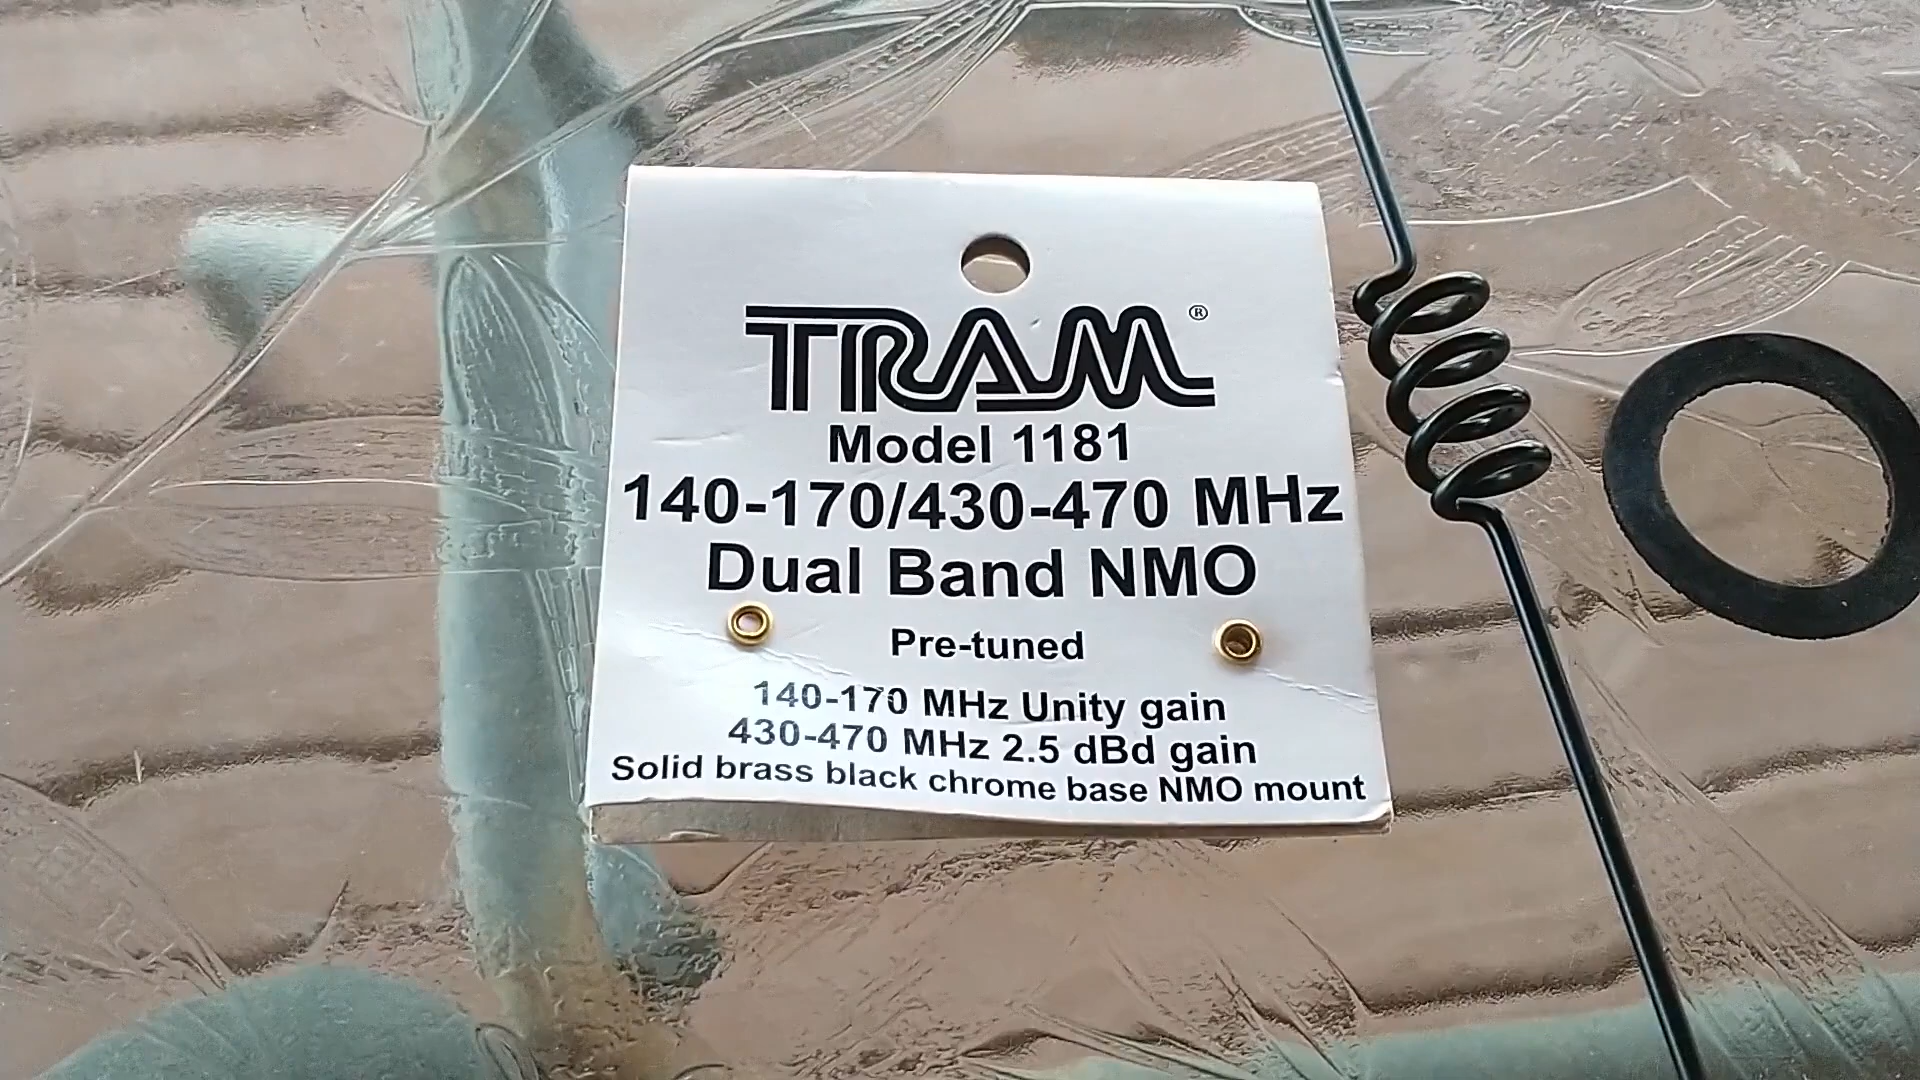 TRAM®
Model 1181
140-170/430-470 MHz
Dual Band NMO
Pre-tuned
140-170 MHz Unity gain
430-470 MHz 2.5 dBd gain
Solid brass black chrome base NMO mount